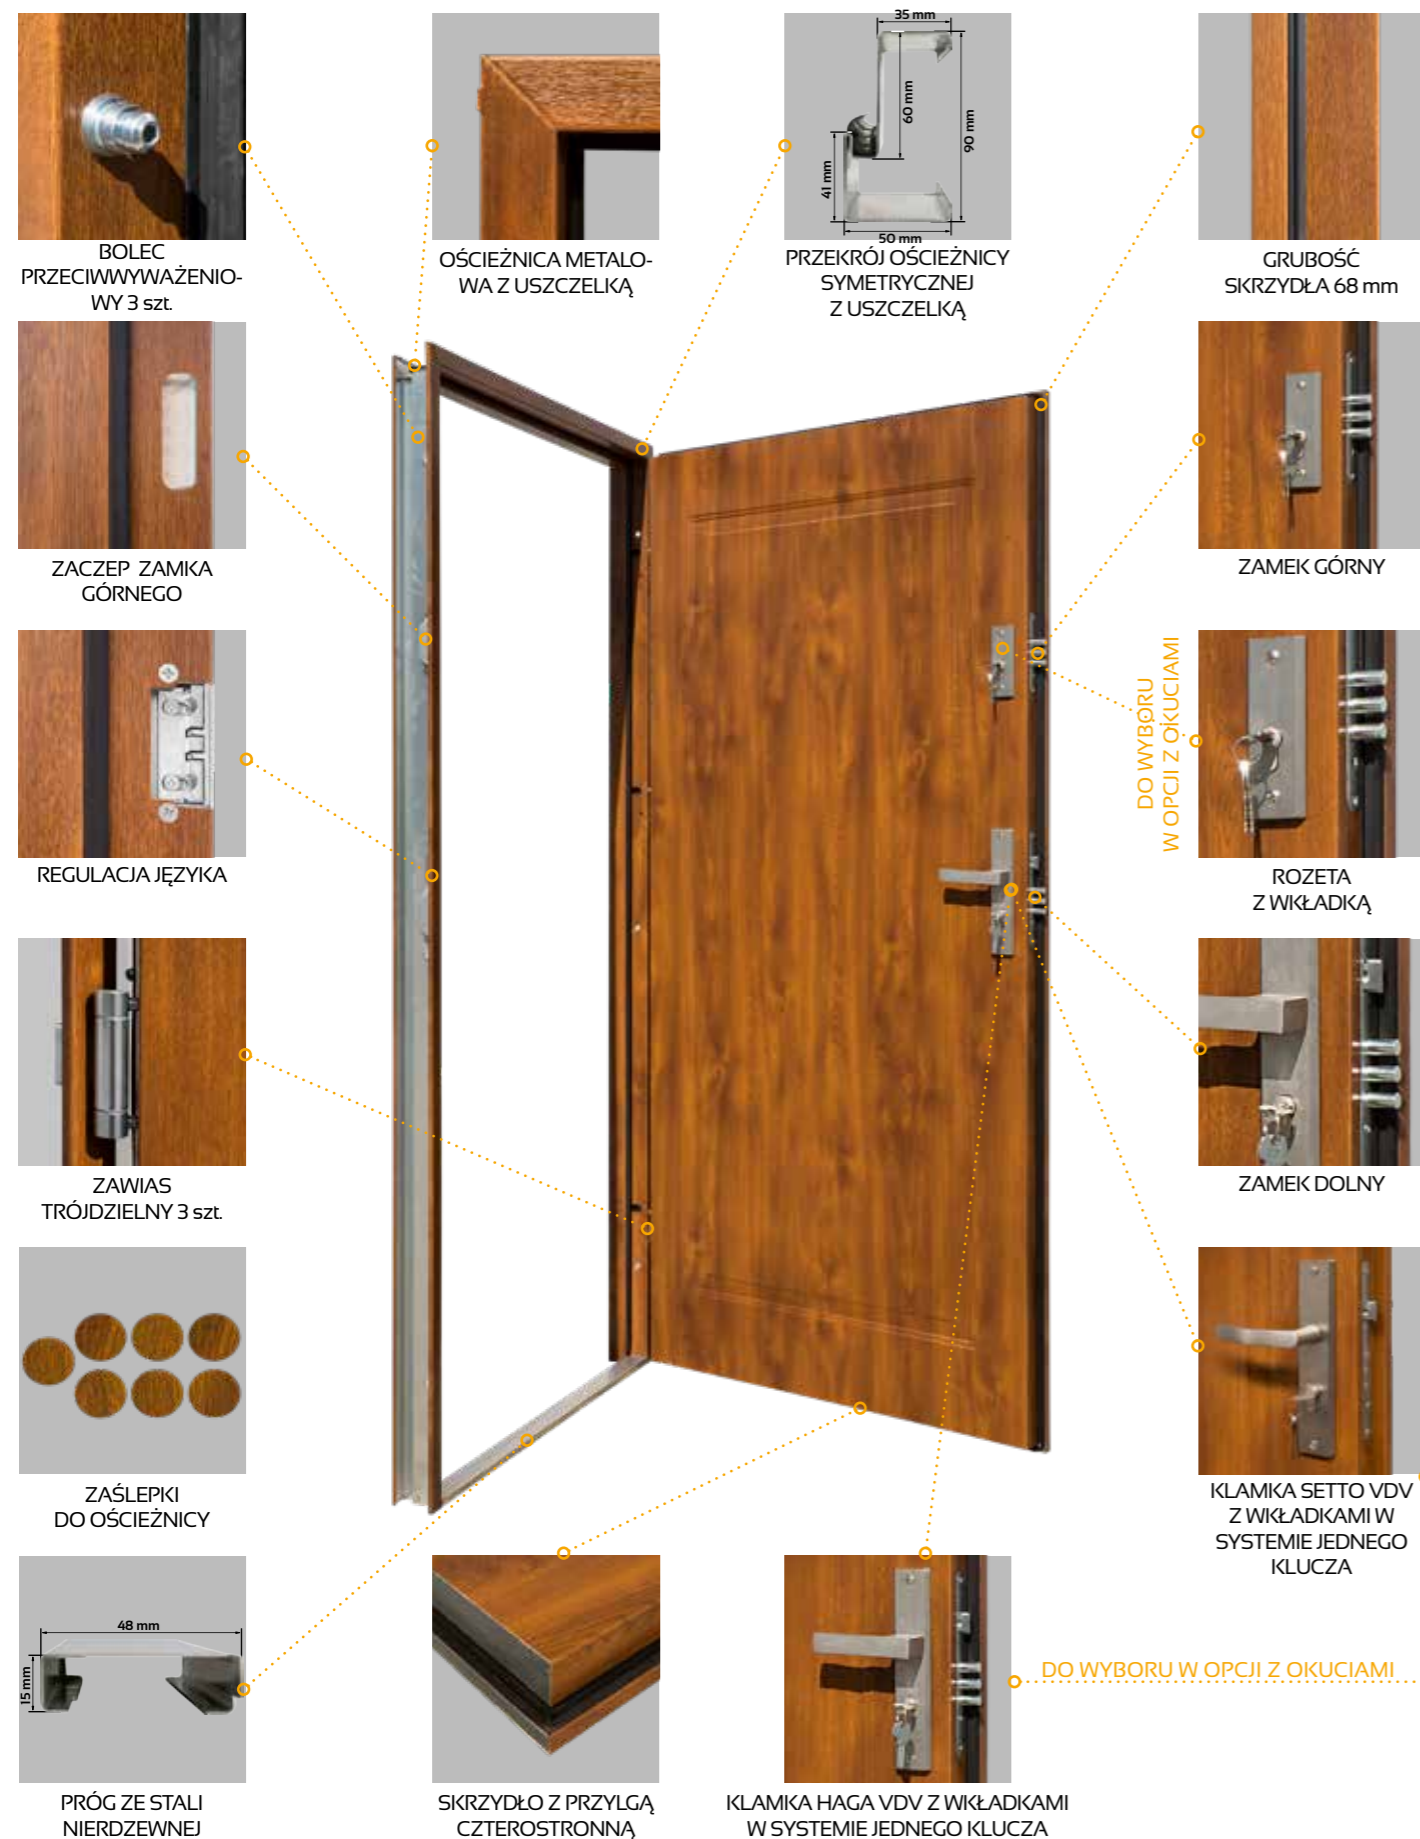 35 mm
60 mm
90 mm
41 mm
50 mm
BOLEC
PRZECIWWYWAŻENIO-
WY 3 szt.
OŚCIEŻNICA METALO-
WA Z USZCZELKĄ
PRZEKRÓJ OŚCIEŻNICY
SYMETRYCZNEJ
Z USZCZELKĄ
GRUBOŚĆ
SKRZYDŁA 68 mm
ZACZEP ZAMKA
GÓRNEGO
ZAMEK GÓRNY
REGULACJA JĘZYKA
DO WYBORU
W OPCJI Z OKUCIAMI
ROZETA
Z WKŁADKĄ
ZAWIAS
TRÓJDZIELNY 3 szt.
ZAMEK DOLNY
ZAŚLEPKI
DO OŚCIEŻNICY
KLAMKA SETTO VDV
Z WKŁADKAMI W
SYSTEMIE JEDNEGO
KLUCZA
48 mm
15 mm
PRÓG ZE STALI
NIERDZEWNEJ
SKRZYDŁO Z PRZYLGĄ
CZTEROSTRONNĄ
KLAMKA HAGA VDV Z WKŁADKAMI
W SYSTEMIE JEDNEGO KLUCZA
DO WYBORU W OPCJI Z OKUCIAMI